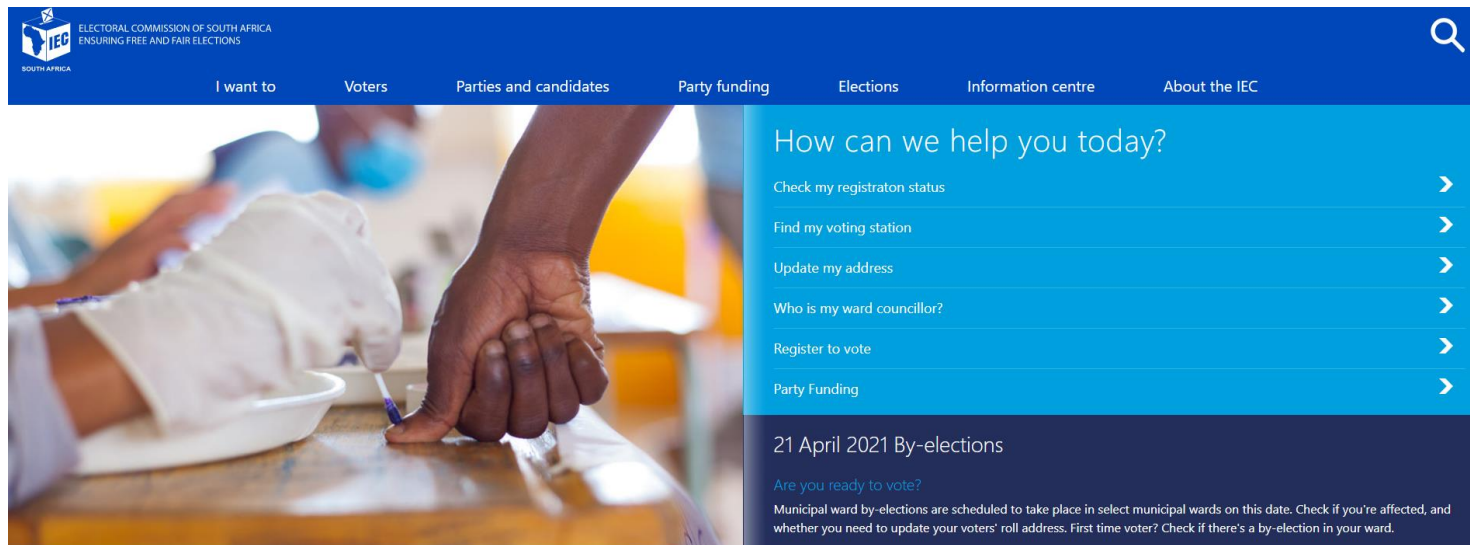 IEC
SOUTH AFRICA
ELECTORAL COMMISSION OF SOUTH AFRICA
ENSURING FREE AND FAIR ELECTIONS
I want to Voters Parties and candidates Party funding Elections Information centre About the IEC
How can we help you today?
Check my registraton status
Find my voting station
Update my address
Who is my ward councillor?
Register to vote
Party Funding
21 April 2021 By-elections
Are you ready to vote?
Municipal ward by-elections are scheduled to take place in select municipal wards on this date. Check if you're affected, and
whether you need to update your voters' roll address. First time voter? Check if there's a by-election in your ward.